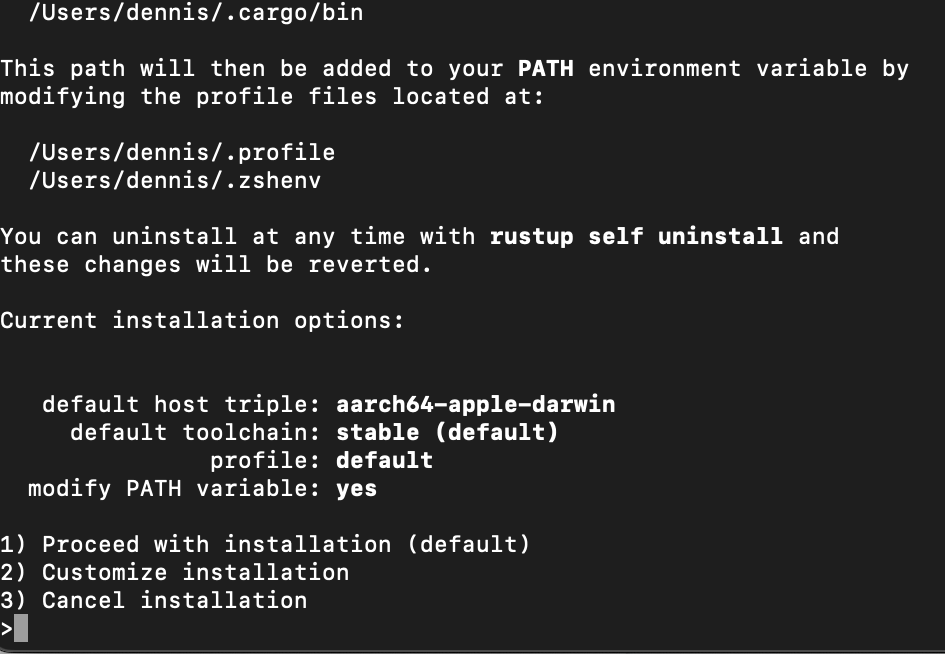 /Users/dennis/.cargo/bin
This path will then be added to your PATH environment variable by
modifying the profile files located at:
/Users/dennis/.profile
/Users/dennis/.zshenv
You can uninstall at any time with rustup self uninstall and
these changes will be reverted.
Current installation options:
default host triple: aarch64-apple-darwin
default toolchain: stable (default)
profile: default
modify PATH variable: yes
1) Proceed with installation (default)
2) Customize installation
3) Cancel installation
>